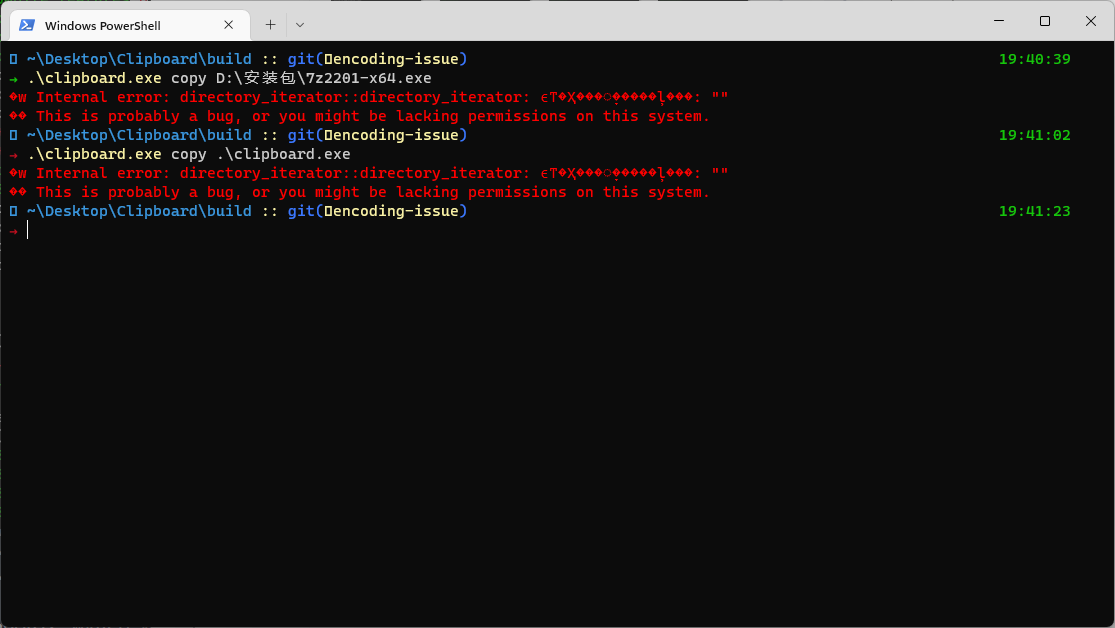 Windows PowerShell
~\Desktop\Clipboard\build :: git(encoding-issue) 19:40:39
→ .\clipboard.exe copy D:\安装包\7z2201-x64.exe
�w Internal error: directory_iterator::directory_iterator: : ""
�� This is probably a bug, or you might be lacking permissions on this system.
~\Desktop\Clipboard\build :: git(encoding-issue) 19:41:02
→ .\clipboard.exe copy .\clipboard.exe
�w Internal error: directory_iterator::directory_iterator: : ""
�� This is probably a bug, or you might be lacking permissions on this system.
~\Desktop\Clipboard\build :: git(encoding-issue) 19:41:23
→